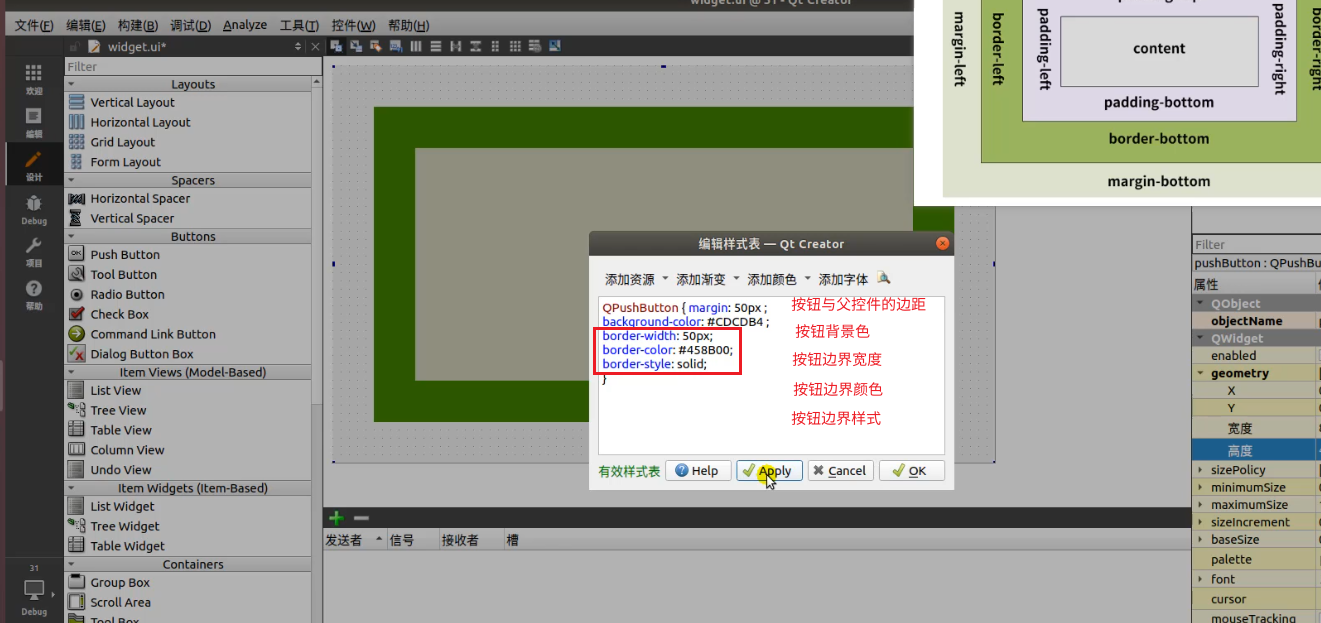 widget.ui @ 31 - Qt Creator
文件(F) 编辑(E) 构建(B) 调试(D) Analyze 工具(T) 控件(W) 帮助(H)
widget.ui*
Filter
Layouts
Vertical Layout
Horizontal Layout
Grid Layout
Form Layout
Spacers
Horizontal Spacer
Vertical Spacer
Buttons
Push Button
Tool Button
Radio Button
Check Box
Command Link Button
Dialog Button Box
Item Views (Model-Based)
List View
Tree View
Table View
Column View
Undo View
Item Widgets (Item-Based)
List Widget
Tree Widget
Table Widget
Containers
Group Box
Scroll Area
Tool Box
欢迎
编辑
设计
Debug
项目
帮助
31
Debug
margin-left
border-left
padding-left
content
padding-right
border-right
padding-bottom
border-bottom
margin-bottom
编辑样式表 — Qt Creator
添加资源 添加渐变 添加颜色 添加字体
QPushButton { margin: 50px ;
background-color: #CDCDB4 ;
border-width: 50px;
border-color: #458B00;
border-style: solid;
}
按钮与父控件的边距
按钮背景色
按钮边界宽度
按钮边界颜色
按钮边界样式
有效样式表 Help Apply Cancel OK
发送者 信号 接收者 槽
Filter
pushButton : QPushBu
属性
QObject
objectName
QWidget
enabled
geometry
X
Y
宽度
高度
sizePolicy
minimumSize
maximumSize
sizeIncrement
baseSize
palette
font
cursor
mouseTracking